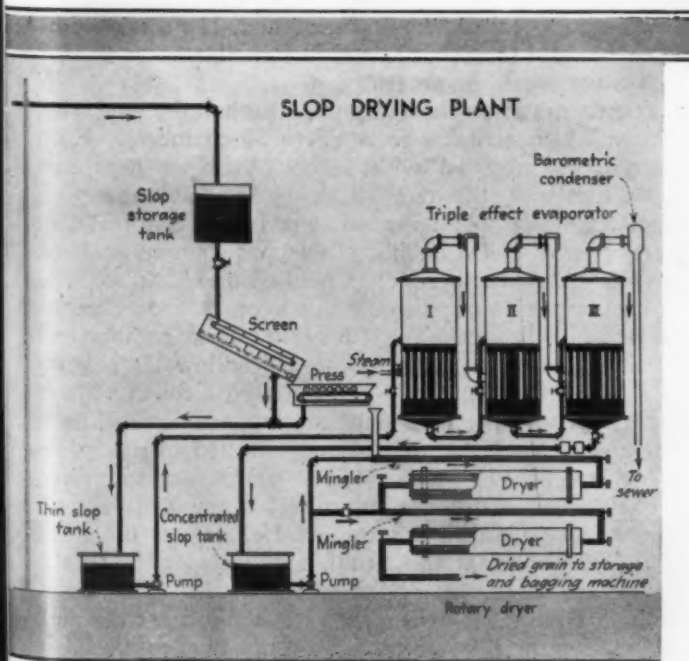 SLOP DRYING PLANT
Barometric
condenser
Slop
storage
tank
Triple effect evaporator
I
II
III
Screen
Steam
Press
Mingler
Dryer
To
sewer
Thin slop
tank
Concentrated
slop tank
Mingler
Dryer
Pump
Pump
Dried grain to storage
and bagging machine
Rotary dryer